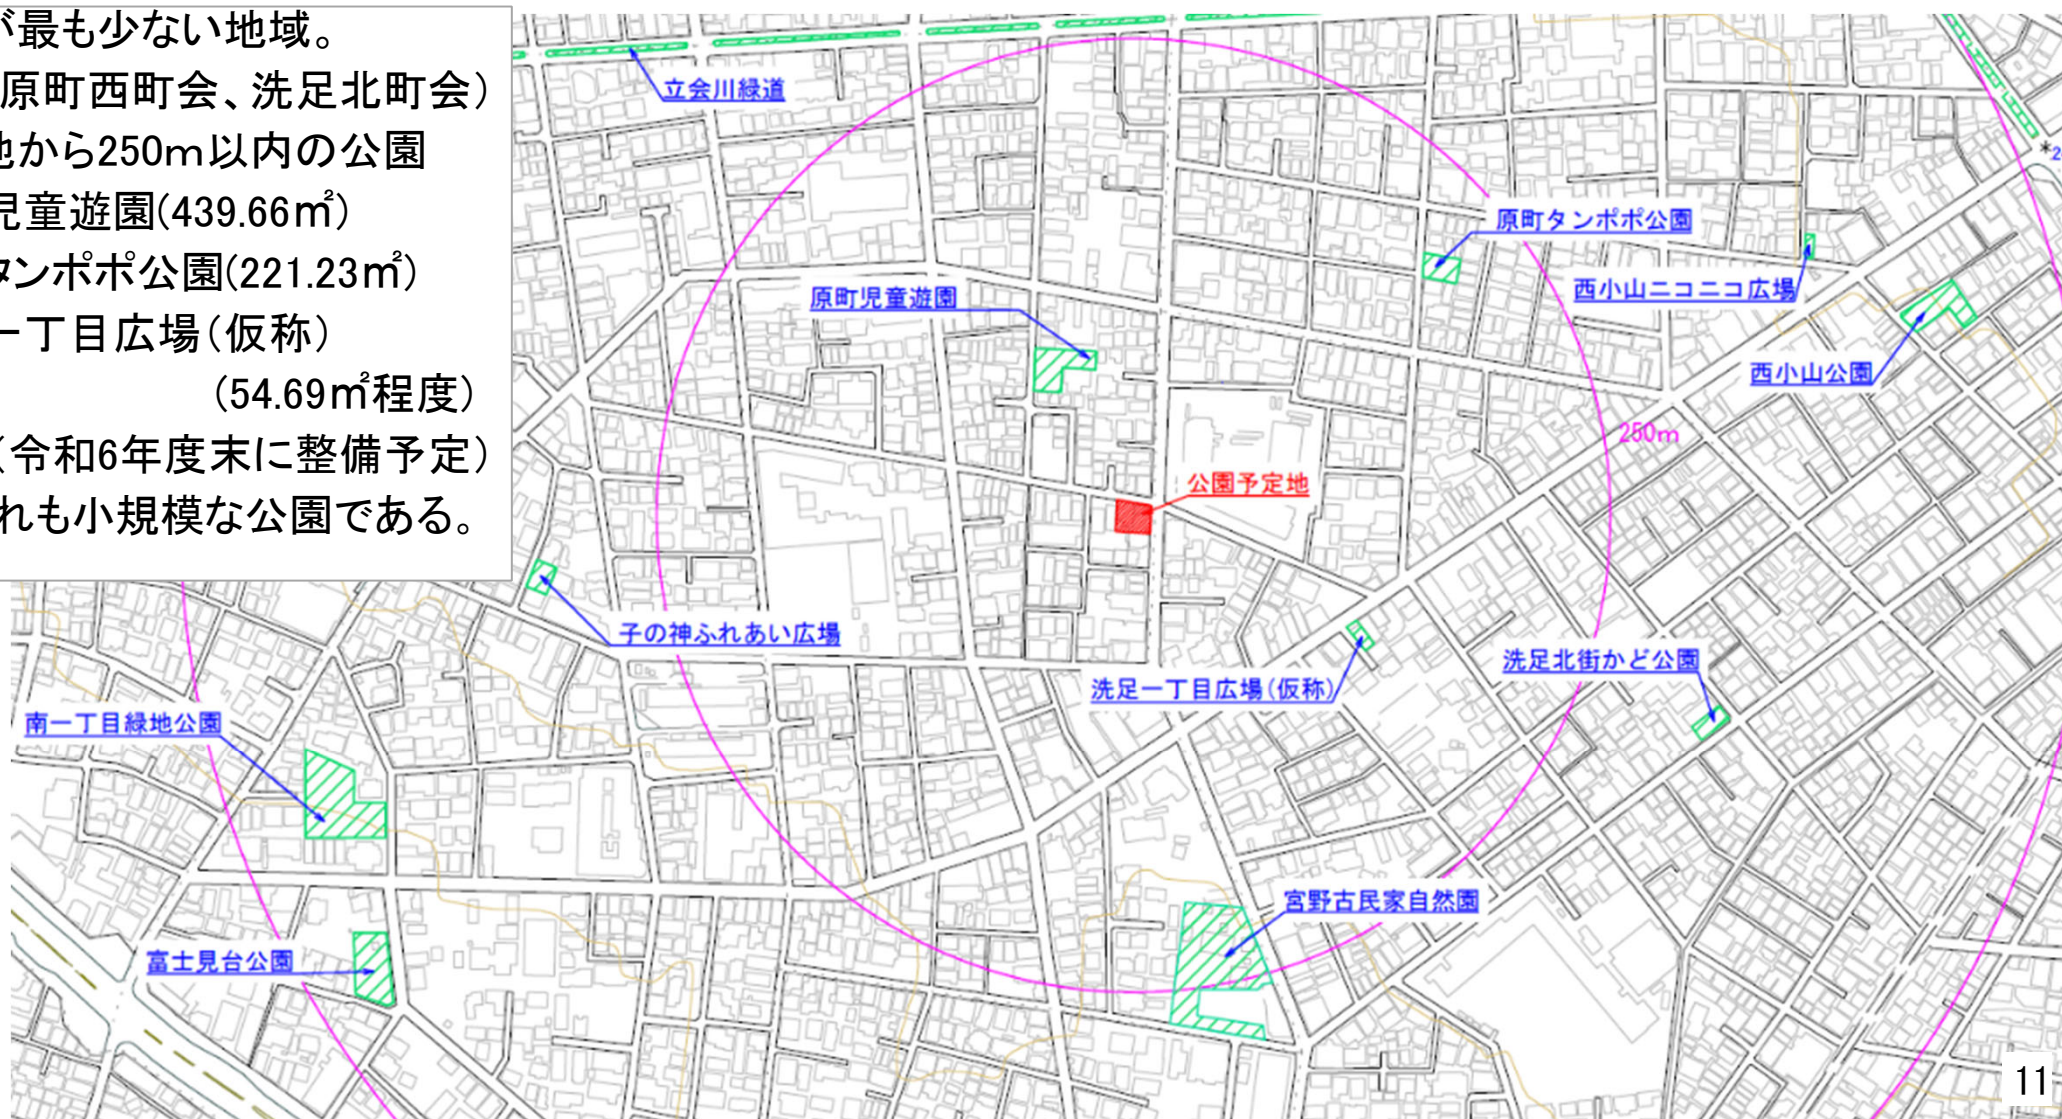 が最も少ない地域。
原町西町会、洗足北町会）
から250m以内の公園
児童遊園(439.66㎡)
タンポポ公園(221.23㎡)
一丁目広場（仮称）
(54.69㎡程度)
（令和6年度末に整備予定）
れも小規模な公園である。
立会川緑道
原町タンポポ公園
西小山ニコニコ広場
原町児童遊園
西小山公園
250m
公園予定地
子の神ふれあい広場
洗足一丁目広場（仮称）
洗足北街かど公園
南一丁目緑地公園
宮野古民家自然園
富士見台公園
11